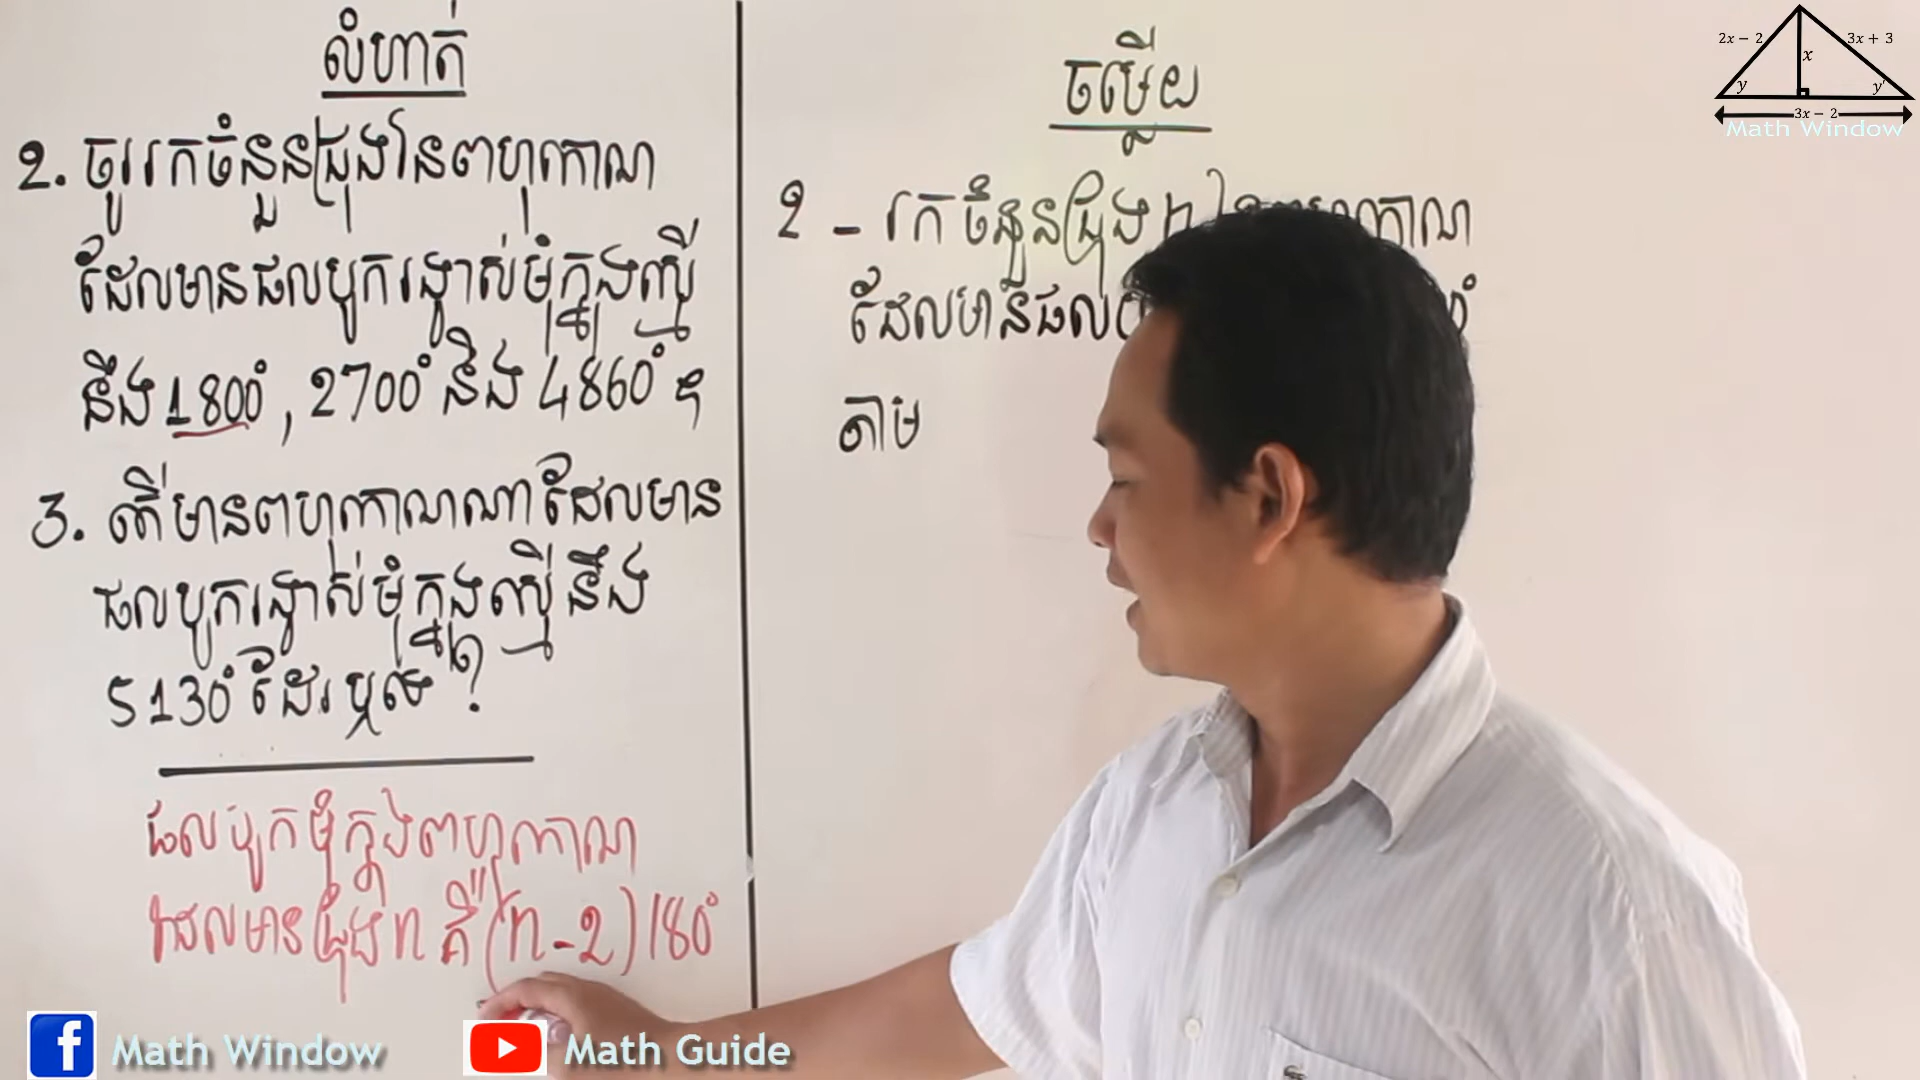 លំហាត់
2. ចូររកចំនួនជ្រុងនៃពហុកោណ
ដែលមានផលបូករង្វាស់មុំក្នុងស្មើ
នឹង 1800°, 2700° និង 4860° ។
3. តើមានពហុកោណណាដែលមាន
ផលបូករង្វាស់មុំក្នុងស្មើនឹង
5130° ដែរឬទេ ?
ផលបូកមុំក្នុងពហុកោណ
ដែលមានជ្រុង n គឺ "(n-2)180°
ចម្លើយ
2 - រកចំនួនជ្រុង n នៃពហុកោណ
ដែលមានផល
តាម
2x − 2
3x + 3
x
y
y'
3x − 2
Math Window
Math Window
Math Guide